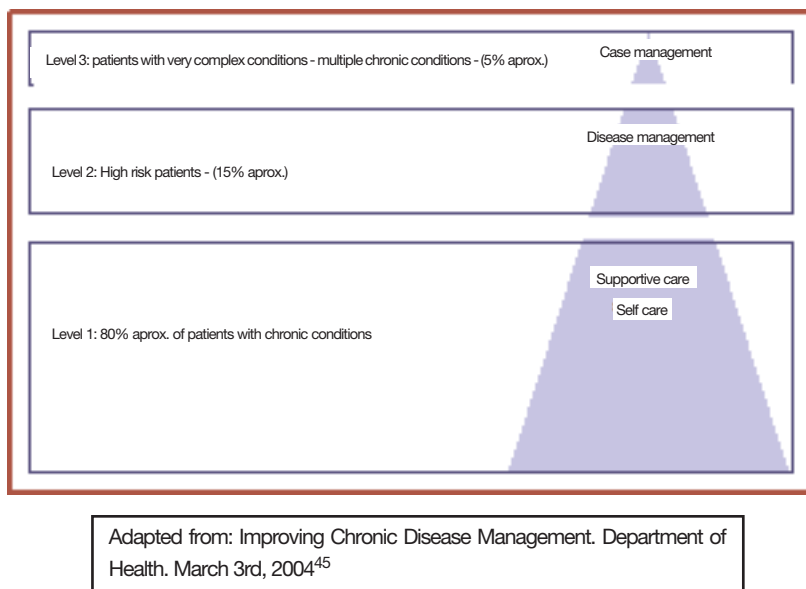 Level 3: patients with very complex conditions - multiple chronic conditions - (5% aprox.)
Case management
Disease management
Level 2: High risk patients - (15% aprox.)
Supportive care
Self care
Level 1: 80% aprox. of patients with chronic conditions
Adapted from: Improving Chronic Disease Management. Department of
Health. March 3rd, 2004⁴⁵